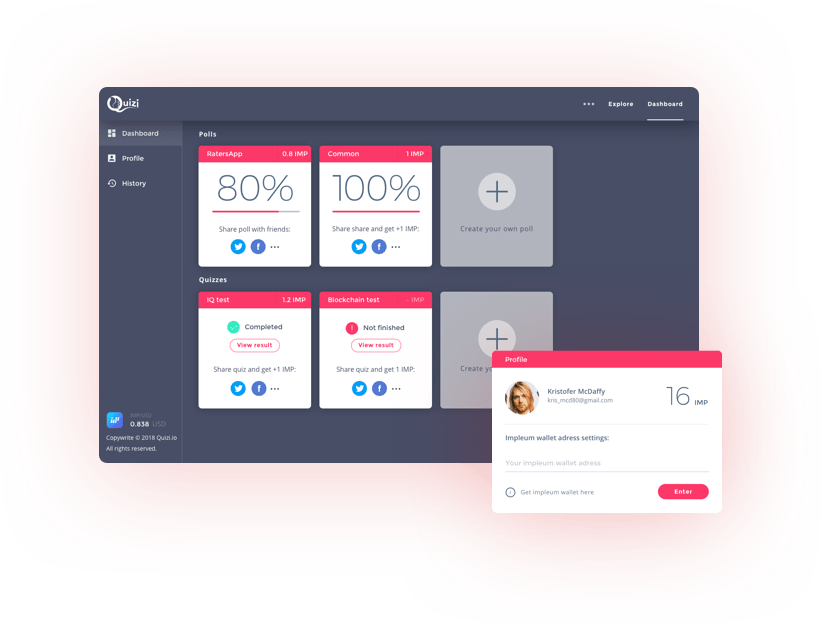 Quizi
Explore
Dashboard
Dashboard
Profile
History
Polls
RatersApp 0.8 IMP
80%
Share poll with friends:
Common 1 IMP
100%
Share share and get +1 IMP:
Create your own poll
Quizzes
IQ test 1.2 IMP
Completed
View result
Share quiz and get +1 IMP:
Blockchain test - IMP
Not finished
View result
Share quiz and get 1 IMP:
Create yo
IMP/USD
0.838 USD
Copywrite © 2018 Quizi.io
All rights reserved.
Profile
Kristofer McDaffy
kris_mcd80@gmail.com
16 IMP
Impleum wallet adress settings:
Your impleum wallet adress
Get impleum wallet here
Enter